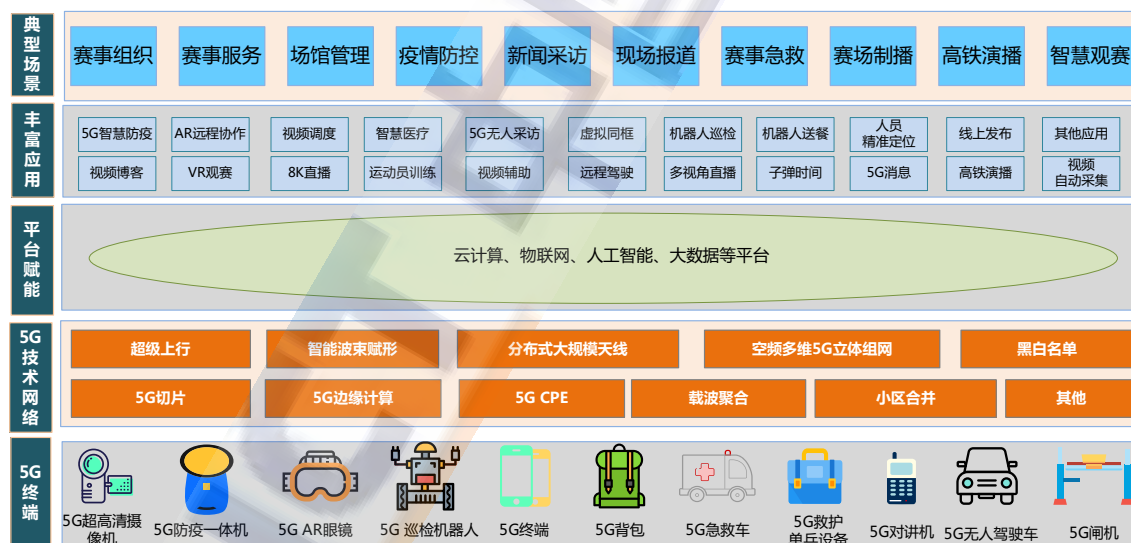 典型场景
赛事组织 赛事服务 场馆管理 疫情防控 新闻采访 现场报道 赛事急救 赛场制播 高铁演播 智慧观赛
丰富应用
5G智慧防疫 AR远程协作 视频调度 智慧医疗 5G无人采访 虚拟同框 机器人巡检 机器人送餐 人员精准定位 线上发布 其他应用
视频博客 VR观赛 8K直播 运动员训练 视频辅助 远程驾驶 多视角直播 子弹时间 5G消息 高铁演播 视频自动采集
平台赋能
云计算、物联网、人工智能、大数据等平台
5G技术网络
超级上行 智能波束赋形 分布式大规模天线 空频多维5G立体组网 黑白名单
5G切片 5G边缘计算 5G CPE 载波聚合 小区合并 其他
5G终端
5G超高清摄像机 5G防疫一体机 5G AR眼镜 5G 巡检机器人 5G终端 5G背包 5G急救车 5G救护单兵设备 5G对讲机 5G无人驾驶车 5G闸机